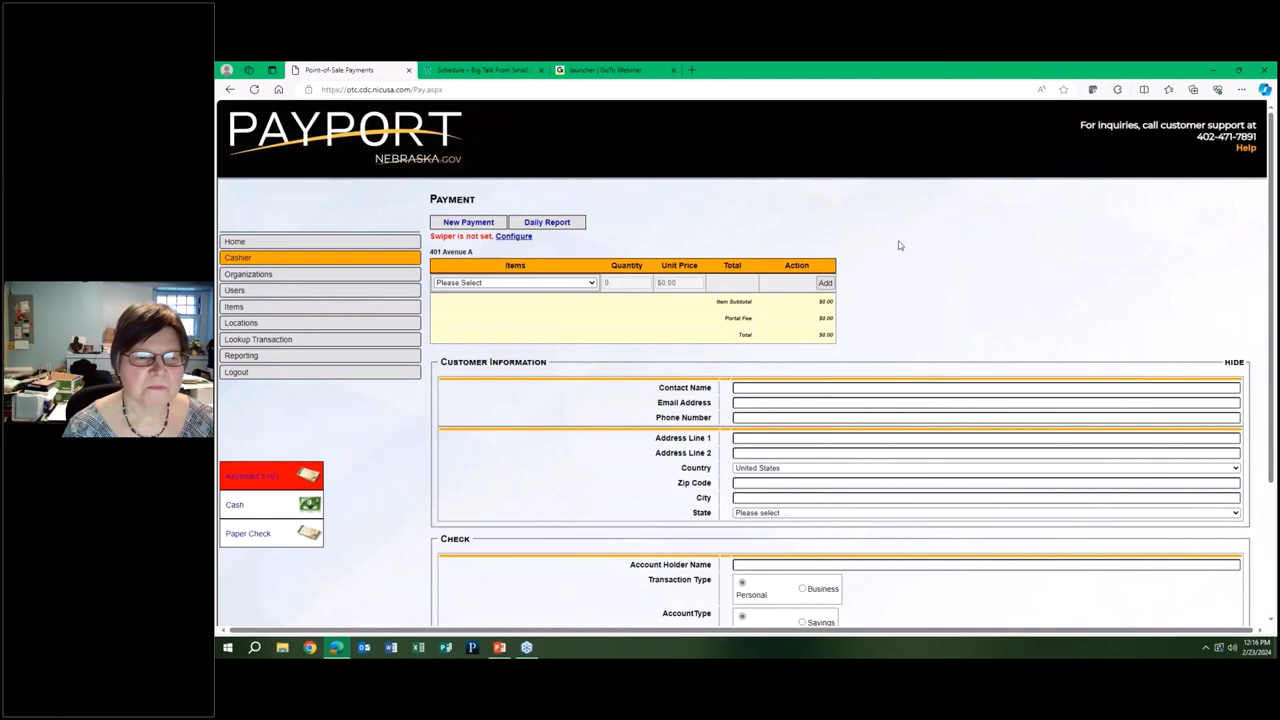 Point-of-Sale Payments
Schedule – Big Talk From Small
launcher | GoTo Webinar
https://otc.cdc.nicusa.com/Pay.aspx
PAYPORT
NEBRASKA.GOV
For inquiries, call customer support at
402-471-7891
Help
PAYMENT
New Payment Daily Report
Swiper is not set. Configure
401 Avenue A
Items Quantity Unit Price Total Action
Please Select 0 $0.00 Add
Item Subtotal $0.00
Portal Fee $0.00
Total $0.00
Home
Cashier
Organizations
Users
Items
Locations
Lookup Transaction
Reporting
Logout
Keyboard Entry
Cash
Paper Check
CUSTOMER INFORMATION HIDE
Contact Name
Email Address
Phone Number
Address Line 1
Address Line 2
Country United States
Zip Code
City
State Please select ...
CHECK
Account Holder Name
Transaction Type Personal Business
AccountType Savings
12:16 PM
2/23/2024